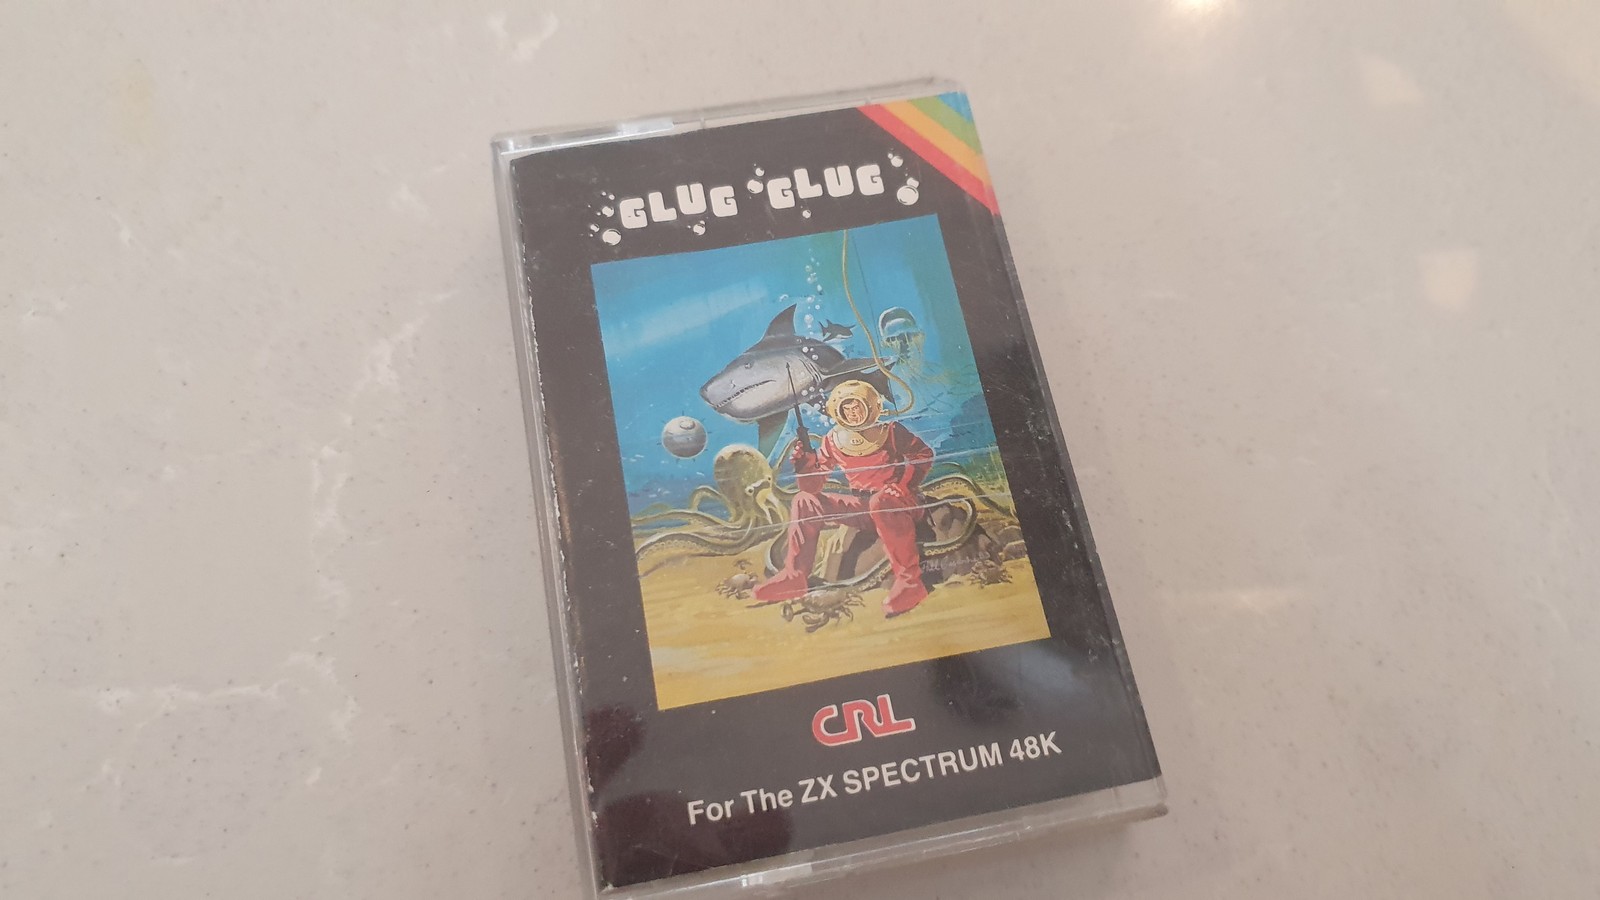 GLUG GLUG
CRL
For The ZX SPECTRUM 48K